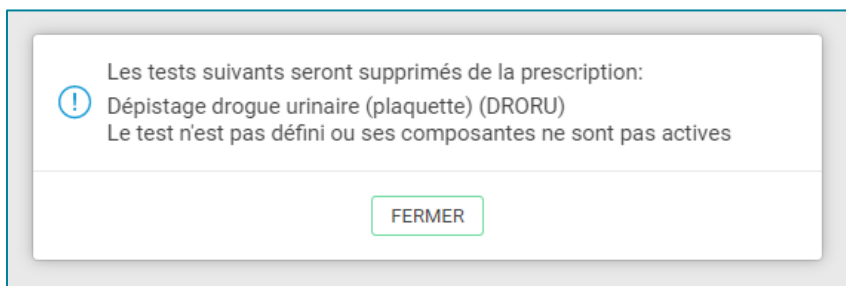 Les tests suivants seront supprimés de la prescription:
Dépistage drogue urinaire (plaquette) (DRORU)
Le test n'est pas défini ou ses composantes ne sont pas actives
FERMER